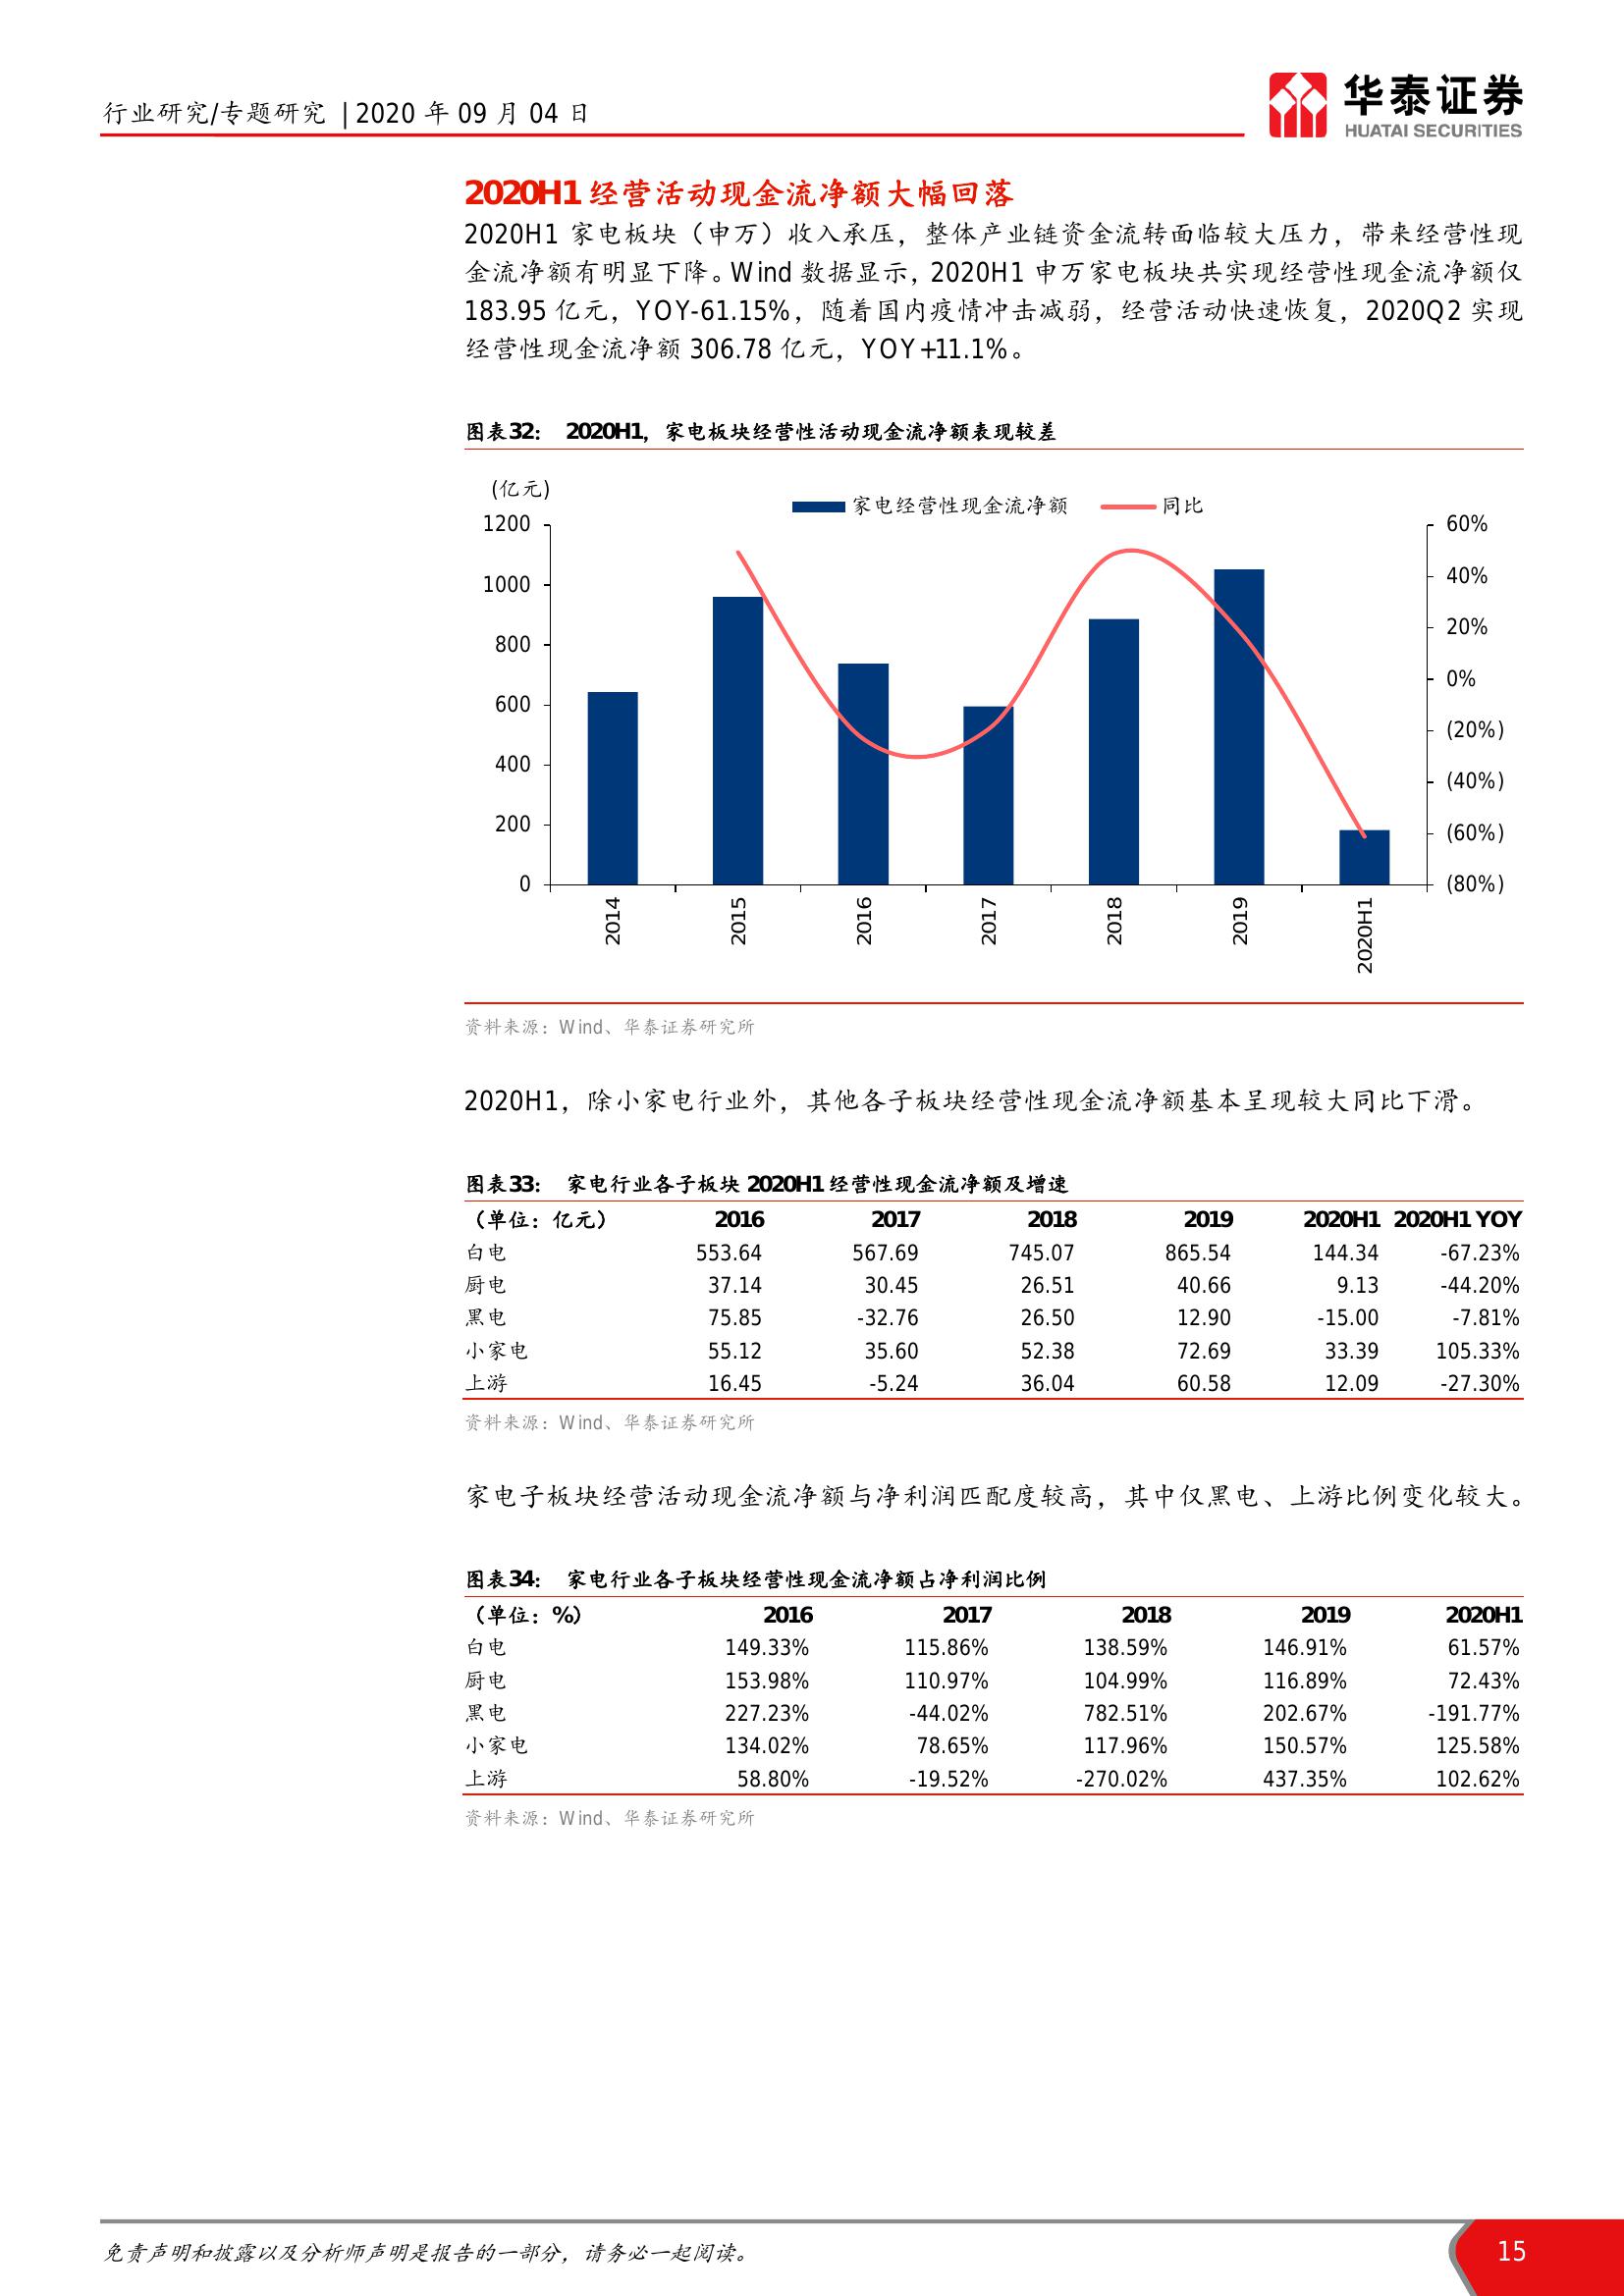 行业研究/专题研究 | 2020 年 09 月 04 日
华泰证券
HUATAI SECURITIES
2020H1 经营活动现金流净额大幅回落
2020H1 家电板块（申万）收入承压，整体产业链资金流转面临较大压力，带来经营性现
金流净额有明显下降。Wind 数据显示，2020H1 申万家电板块共实现经营性现金流净额仅
183.95 亿元，YOY-61.15%，随着国内疫情冲击减弱，经营活动快速恢复，2020Q2 实现
经营性现金流净额 306.78 亿元，YOY+11.1%。
图表32： 2020H1，家电板块经营性活动现金流净额表现较差
(亿元)
家电经营性现金流净额 同比
1200 60%
1000 40%
800 20%
600 0%
400 (20%)
200 (40%)
0 (60%)
(80%)
2014 2015 2016 2017 2018 2019 2020H1
资料来源：Wind、华泰证券研究所
2020H1，除小家电行业外，其他各子板块经营性现金流净额基本呈现较大同比下滑。
图表33： 家电行业各子板块 2020H1 经营性现金流净额及增速
（单位：亿元） 2016 2017 2018 2019 2020H1 2020H1 YOY
白电 553.64 567.69 745.07 865.54 144.34 -67.23%
厨电 37.14 30.45 26.51 40.66 9.13 -44.20%
黑电 75.85 -32.76 26.50 12.90 -15.00 -7.81%
小家电 55.12 35.60 52.38 72.69 33.39 105.33%
上游 16.45 -5.24 36.04 60.58 12.09 -27.30%
资料来源：Wind、华泰证券研究所
家电子板块经营活动现金流净额与净利润匹配度较高，其中仅黑电、上游比例变化较大。
图表34： 家电行业各子板块经营性现金流净额占净利润比例
（单位：%） 2016 2017 2018 2019 2020H1
白电 149.33% 115.86% 138.59% 146.91% 61.57%
厨电 153.98% 110.97% 104.99% 116.89% 72.43%
黑电 227.23% -44.02% 782.51% 202.67% -191.77%
小家电 134.02% 78.65% 117.96% 150.57% 125.58%
上游 58.80% -19.52% -270.02% 437.35% 102.62%
资料来源：Wind、华泰证券研究所
免责声明和披露以及分析师声明是报告的一部分，请务必一起阅读。
15